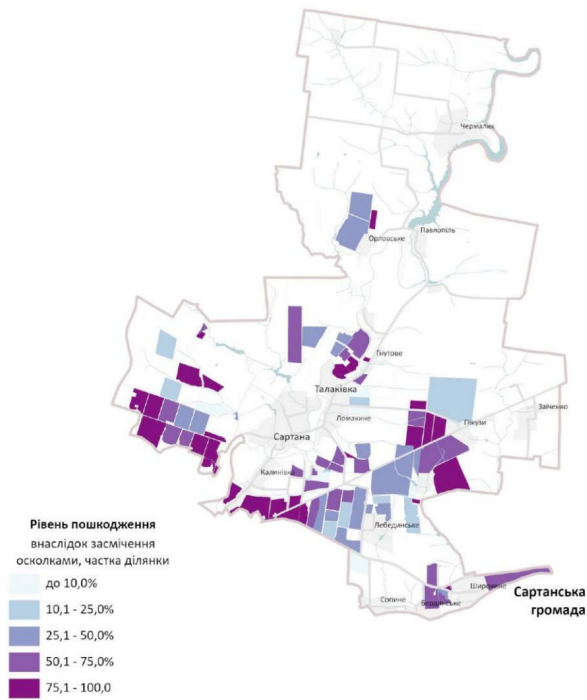 Чермалик
Орловське
Павлопіль
Гнутове
Талаківка
Ломакине
Пікузи
Заїченко
Сартана
Калинівка
Лебединське
Широкине
Сопине
Бердянське
Сартанська
громада
Рівень пошкодження
внаслідок засмічення
осколками, частка ділянки
до 10,0%
10,1 - 25,0%
25,1 - 50,0%
50,1 - 75,0%
75,1 - 100,0